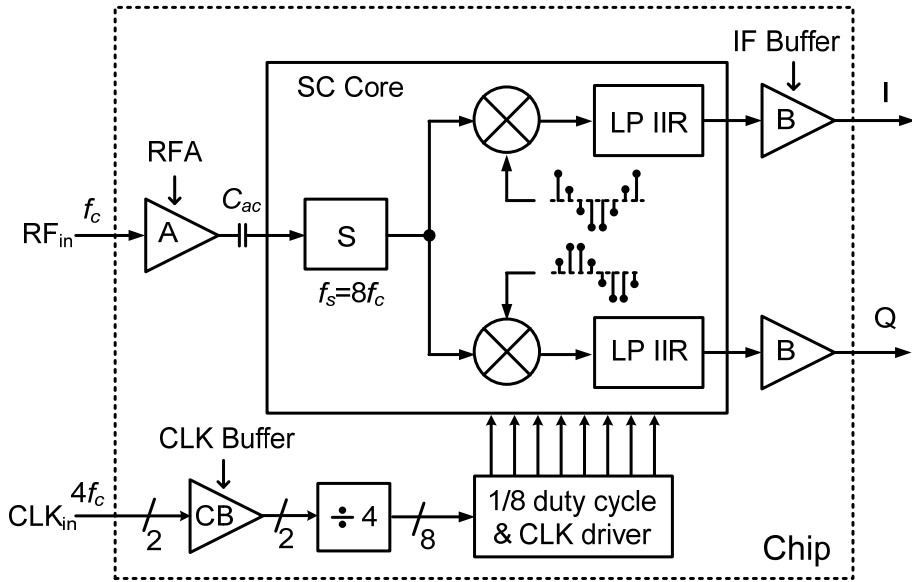 IF Buffer
SC Core
I
LP IIR
B
RFA
C_ac
f_c
RF_in
A
S
f_s=8f_c
Q
LP IIR
B
CLK Buffer
4f_c
CLK_in
2
CB
2
÷ 4
8
1/8 duty cycle
& CLK driver
Chip